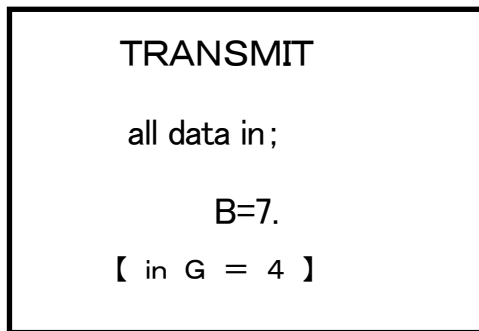 TRANSMIT
all data in;
B=7.
【 in G = 4 】